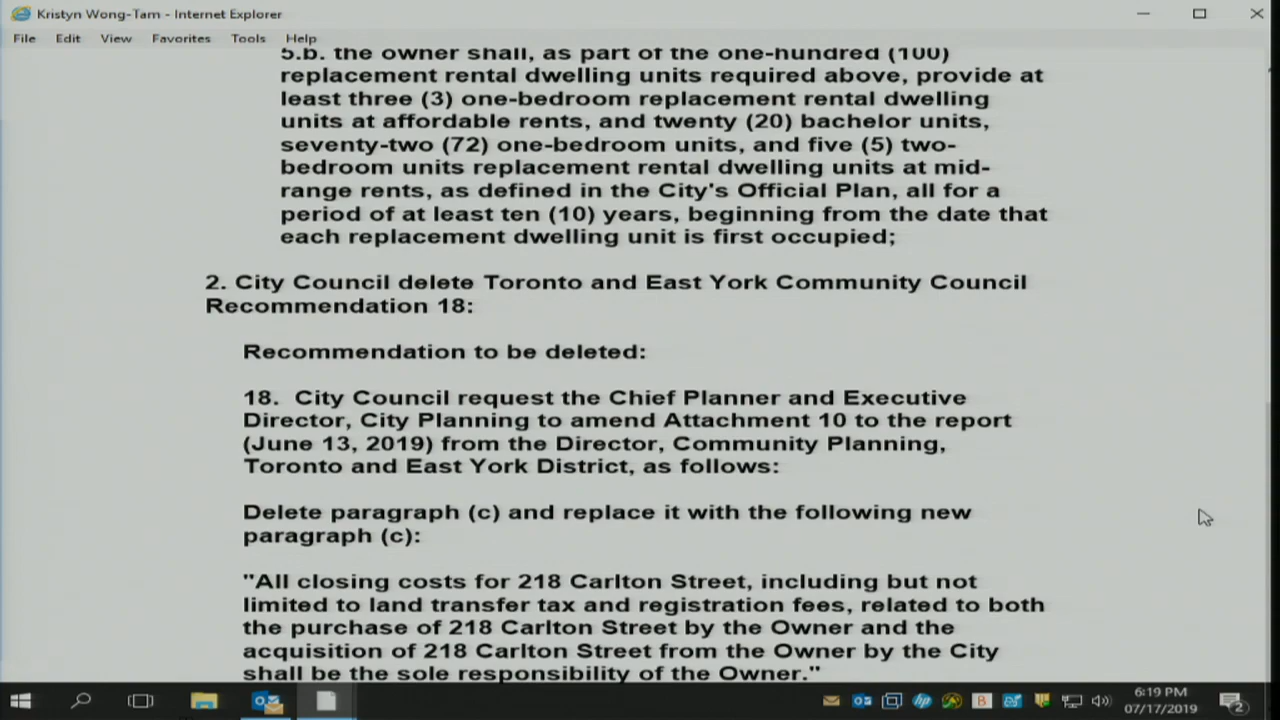 Kristyn Wong-Tam - Internet Explorer
File Edit View Favorites Tools Help
5.b. the owner shall, as part of the one-hundred (100)
replacement rental dwelling units required above, provide at
least three (3) one-bedroom replacement rental dwelling
units at affordable rents, and twenty (20) bachelor units,
seventy-two (72) one-bedroom units, and five (5) two-
bedroom units replacement rental dwelling units at mid-
range rents, as defined in the City's Official Plan, all for a
period of at least ten (10) years, beginning from the date that
each replacement dwelling unit is first occupied;
2. City Council delete Toronto and East York Community Council
Recommendation 18:
Recommendation to be deleted:
18. City Council request the Chief Planner and Executive
Director, City Planning to amend Attachment 10 to the report
(June 13, 2019) from the Director, Community Planning,
Toronto and East York District, as follows:
Delete paragraph (c) and replace it with the following new
paragraph (c):
"All closing costs for 218 Carlton Street, including but not
limited to land transfer tax and registration fees, related to both
the purchase of 218 Carlton Street by the Owner and the
acquisition of 218 Carlton Street from the Owner by the City
shall be the sole responsibility of the Owner."
6:19 PM
07/17/2019
2